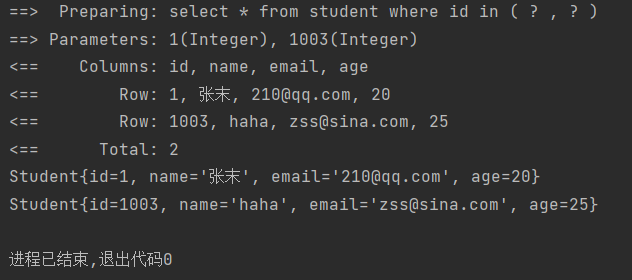 ==>  Preparing: select * from student where id in ( ? , ? )
==> Parameters: 1(Integer), 1003(Integer)
<==    Columns: id, name, email, age
<==        Row: 1, 张末, 210@qq.com, 20
<==        Row: 1003, haha, zss@sina.com, 25
<==      Total: 2
Student{id=1, name='张末', email='210@qq.com', age=20}
Student{id=1003, name='haha', email='zss@sina.com', age=25}
进程已结束,退出代码0